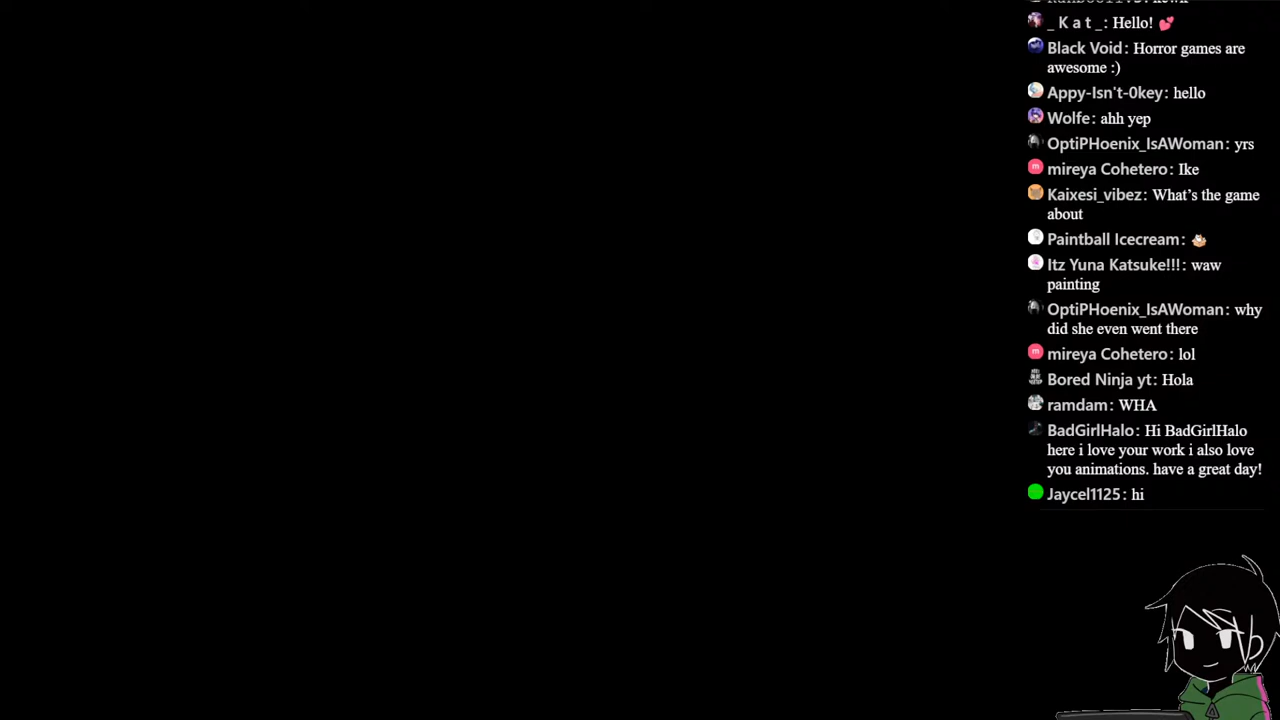 _ K a t _: Hello! 💕
Black Void: Horror games are
awesome :)
Appy-Isn't-0key: hello
Wolfe: ahh yep
OptiPHoenix_IsAWoman: yrs
mireya Cohetero: Ike
Kaixesi_vibez: What's the game
about
Paintball Icecream:
Itz Yuna Katsuke!!!: waw
painting
OptiPHoenix_IsAWoman: why
did she even went there
mireya Cohetero: lol
Bored Ninja yt: Hola
ramdam: WHA
BadGirlHalo: Hi BadGirlHalo
here i love your work i also love
you animations. have a great day!
Jaycel1125: hi